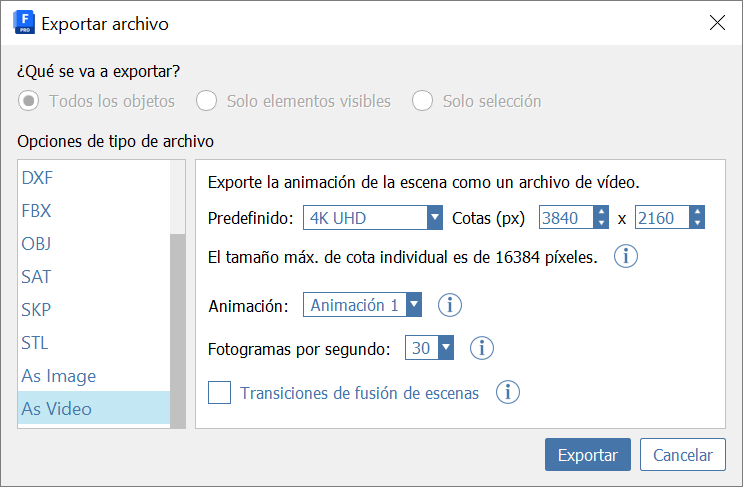 F
PRO
Exportar archivo
¿Qué se va a exportar?
Todos los objetos Solo elementos visibles Solo selección
Opciones de tipo de archivo
DXF
FBX
OBJ
SAT
SKP
STL
As Image
As Video
Exporte la animación de la escena como un archivo de vídeo.
Predefinido: 4K UHD Cotas (px) 3840 x 2160
El tamaño máx. de cota individual es de 16384 píxeles.
Animación: Animación 1
Fotogramas por segundo: 30
Transiciones de fusión de escenas
Exportar Cancelar